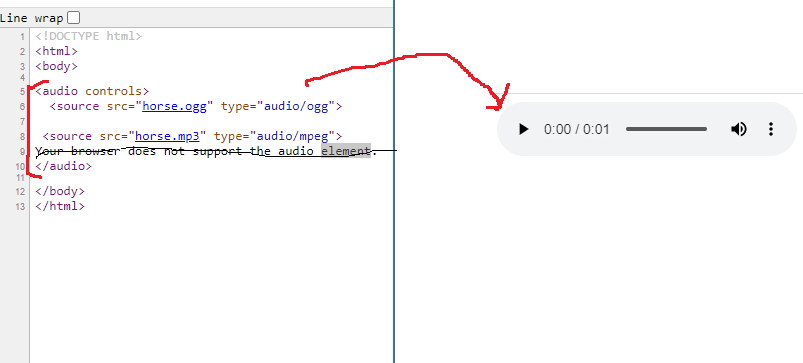 Line wrap
1 <!DOCTYPE html>
2 <html>
3 <body>
4
5 <audio controls>
6 <source src="horse.ogg" type="audio/ogg">
7
8 <source src="horse.mp3" type="audio/mpeg">
9 Your browser does not support the audio element.
10 </audio>
11
12 </body>
13 </html>
0:00 / 0:01